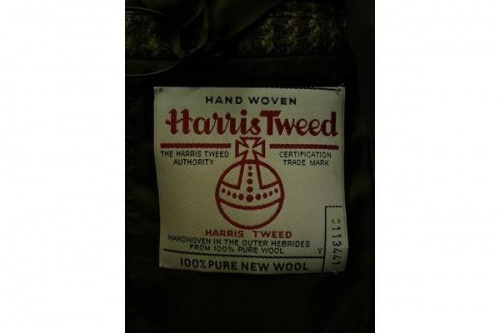 HAND WOVEN
Harris Tweed
THE HARRIS TWEED CERTIFICATION
AUTHORITY TRADE MARK
HARRIS TWEED
HANDWOVEN IN THE OUTER HEBRIDES
FROM 100% PURE WOOL Y
100% PURE NEW WOOL